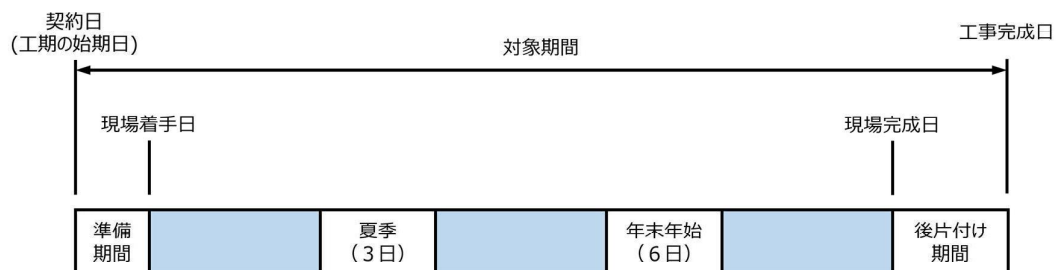 契約日
(工期の始期日)
対象期間
工事完成日
現場着手日
現場完成日
準備
期間
夏季
(3日)
年末年始
(6日)
後片付け
期間